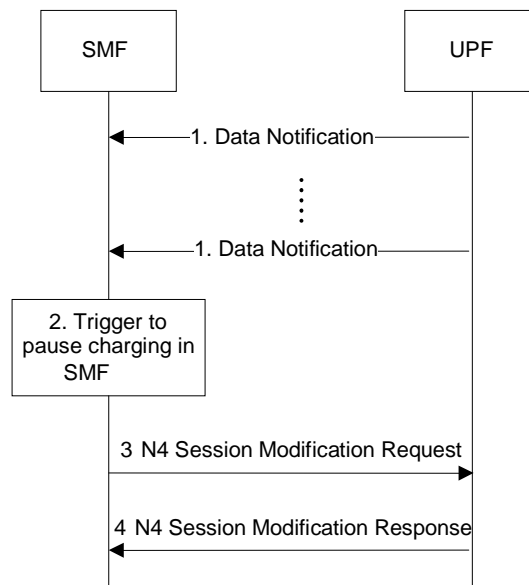 SMF
UPF
1. Data Notification
1. Data Notification
2. Trigger to
pause charging in
SMF
3 N4 Session Modification Request
4 N4 Session Modification Response